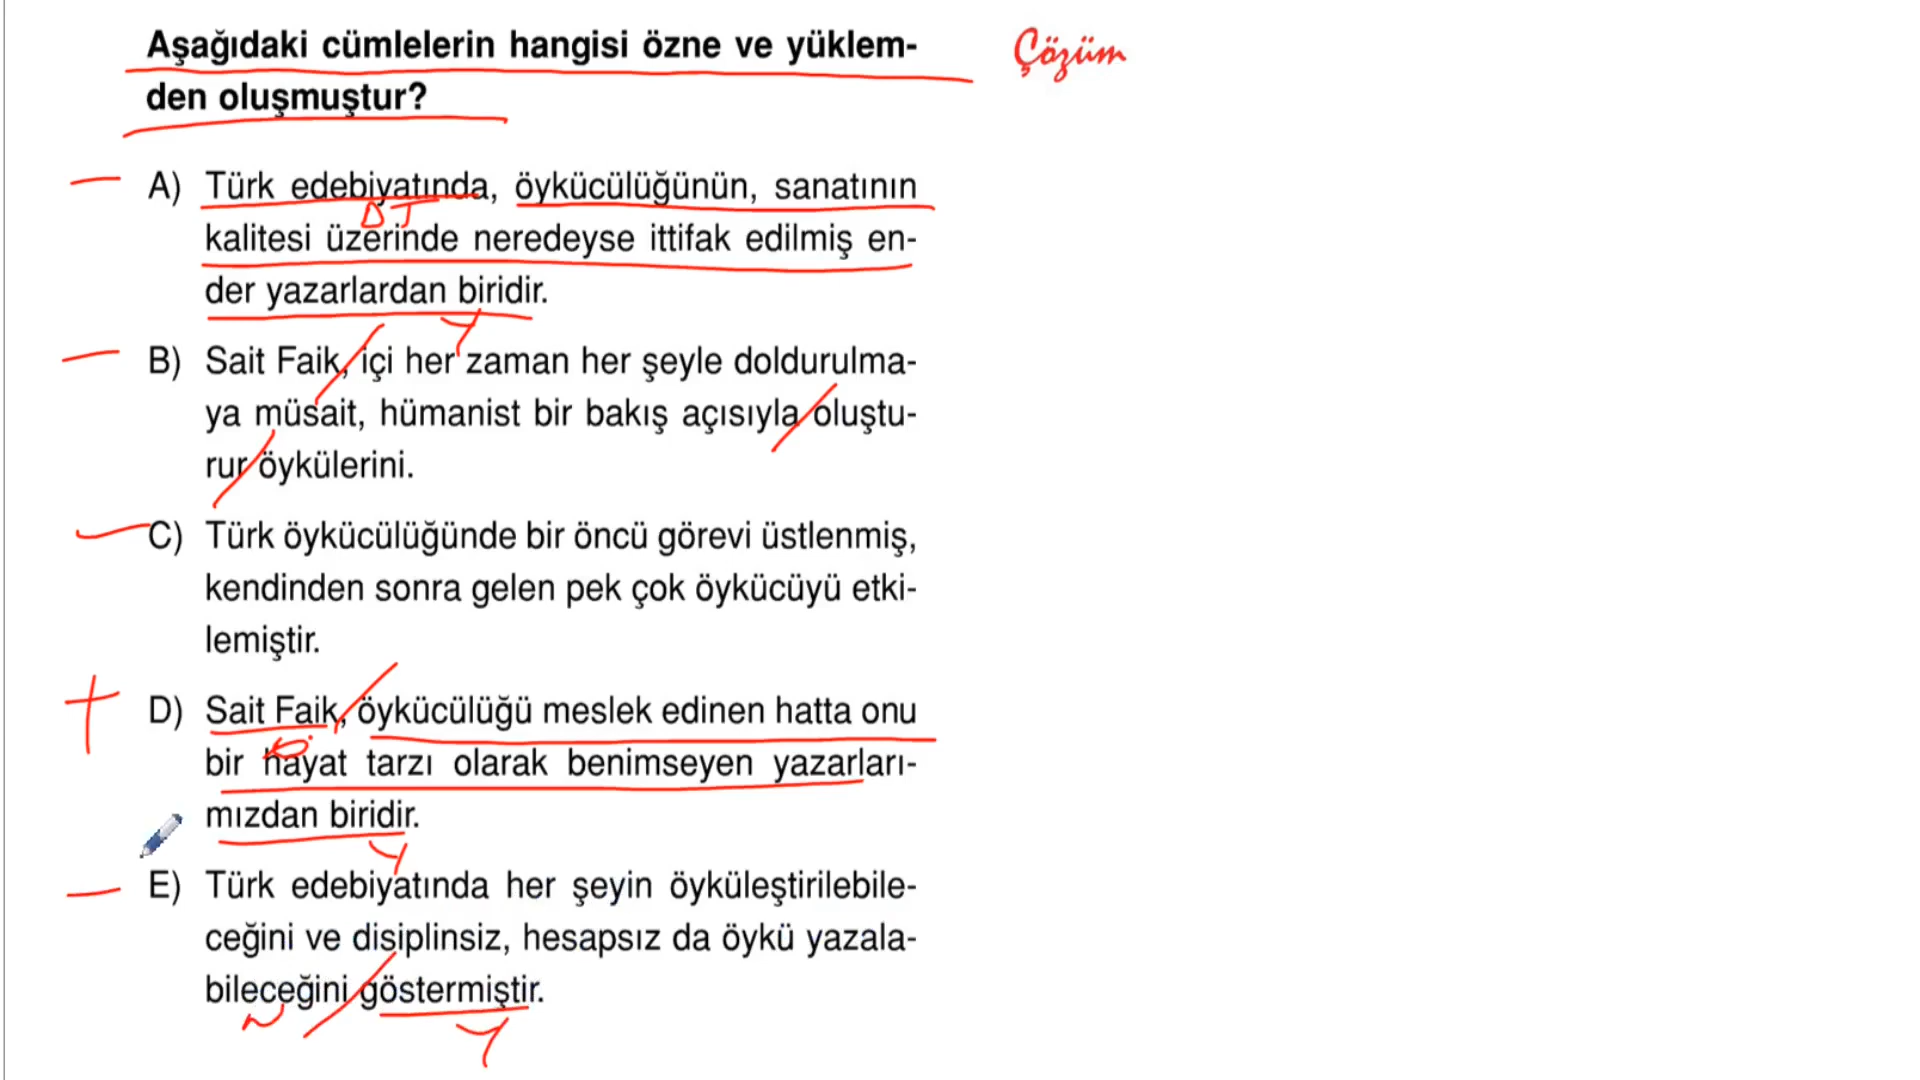 Aşağıdaki cümlelerin hangisi özne ve yüklem-
den oluşmuştur?
Çözüm
A) Türk edebiyatında, öykücülüğünün, sanatının
DT
kalitesi üzerinde neredeyse ittifak edilmiş en-
der yazarlardan biridir.
Y
B) Sait Faik, içi her zaman her şeyle doldurulma-
ya müsait, hümanist bir bakış açısıyla oluştu-
rur öykülerini.
C) Türk öykücülüğünde bir öncü görevi üstlenmiş,
kendinden sonra gelen pek çok öykücüyü etki-
lemiştir.
D) Sait Faik, öykücülüğü meslek edinen hatta onu
bir hayat tarzı olarak benimseyen yazarları-
mızdan biridir.
Y
E) Türk edebiyatında her şeyin öyküleştirilebile-
ceğini ve disiplinsiz, hesapsız da öykü yazala-
bileceğini göstermiştir.
N
Y